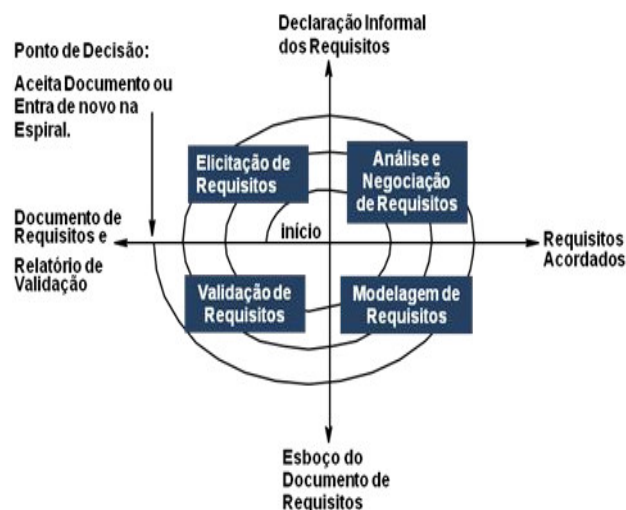 Declaração Informal
dos Requisitos
Ponto de Decisão:
Aceita Documento ou
Entra de novo na
Espiral.
Elicitação de
Requisitos
Análise e
Negociação
de Requisitos
Documento de
Requisitos e
Relatório de
Validação
início
Requisitos
Acordados
Validação de
Requisitos
Modelagem de
Requisitos
Esboço do
Documento de
Requisitos